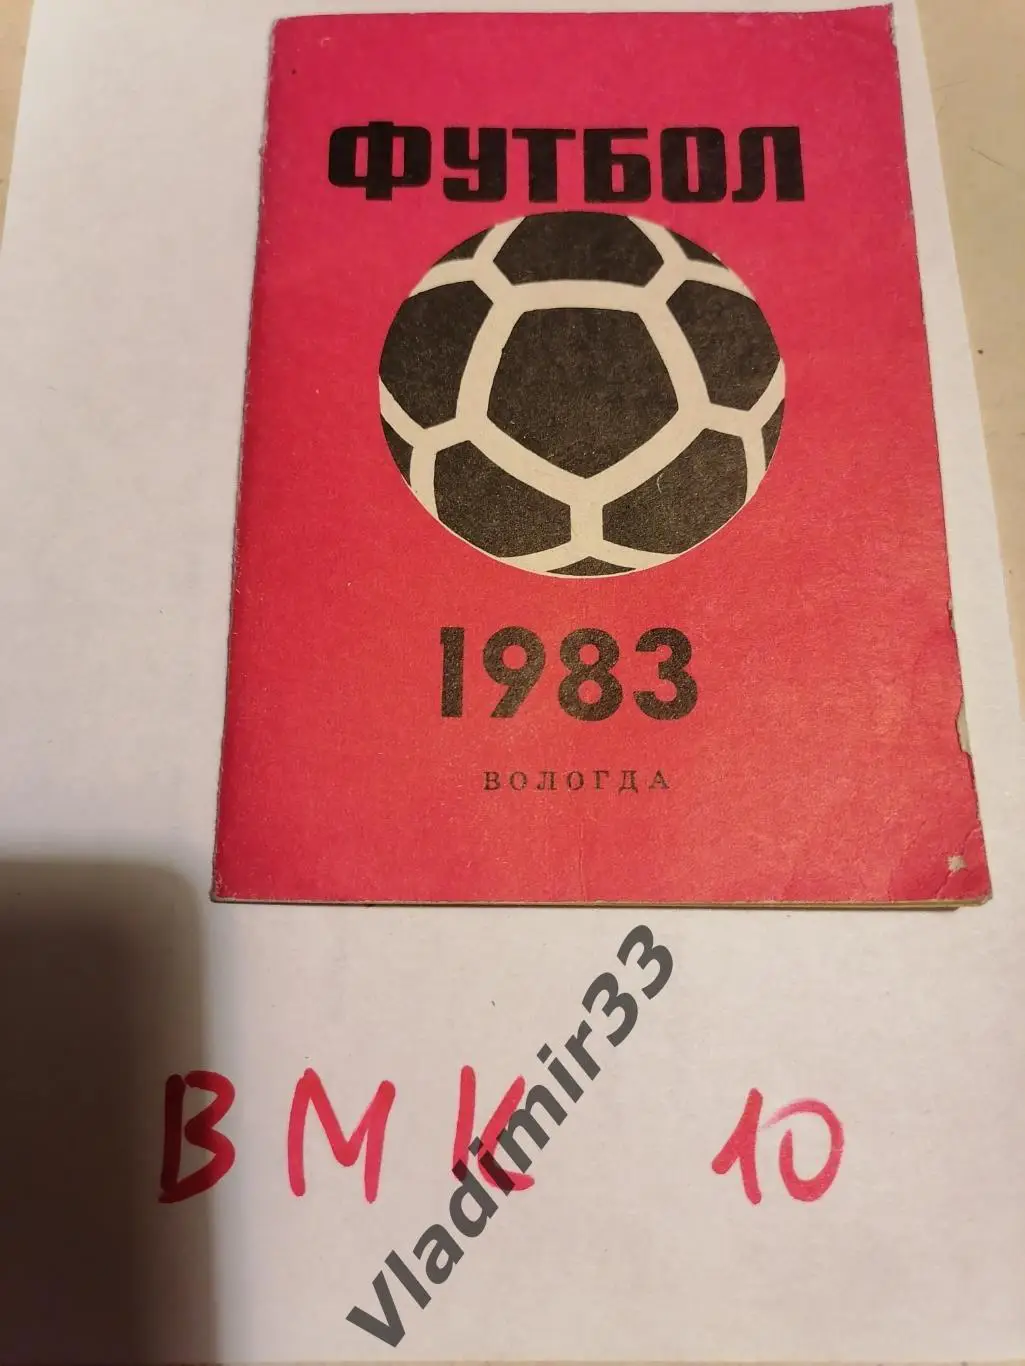 ФУТБОЛ
1983
ВОЛОГДА
ВМК 10
Vladimir33